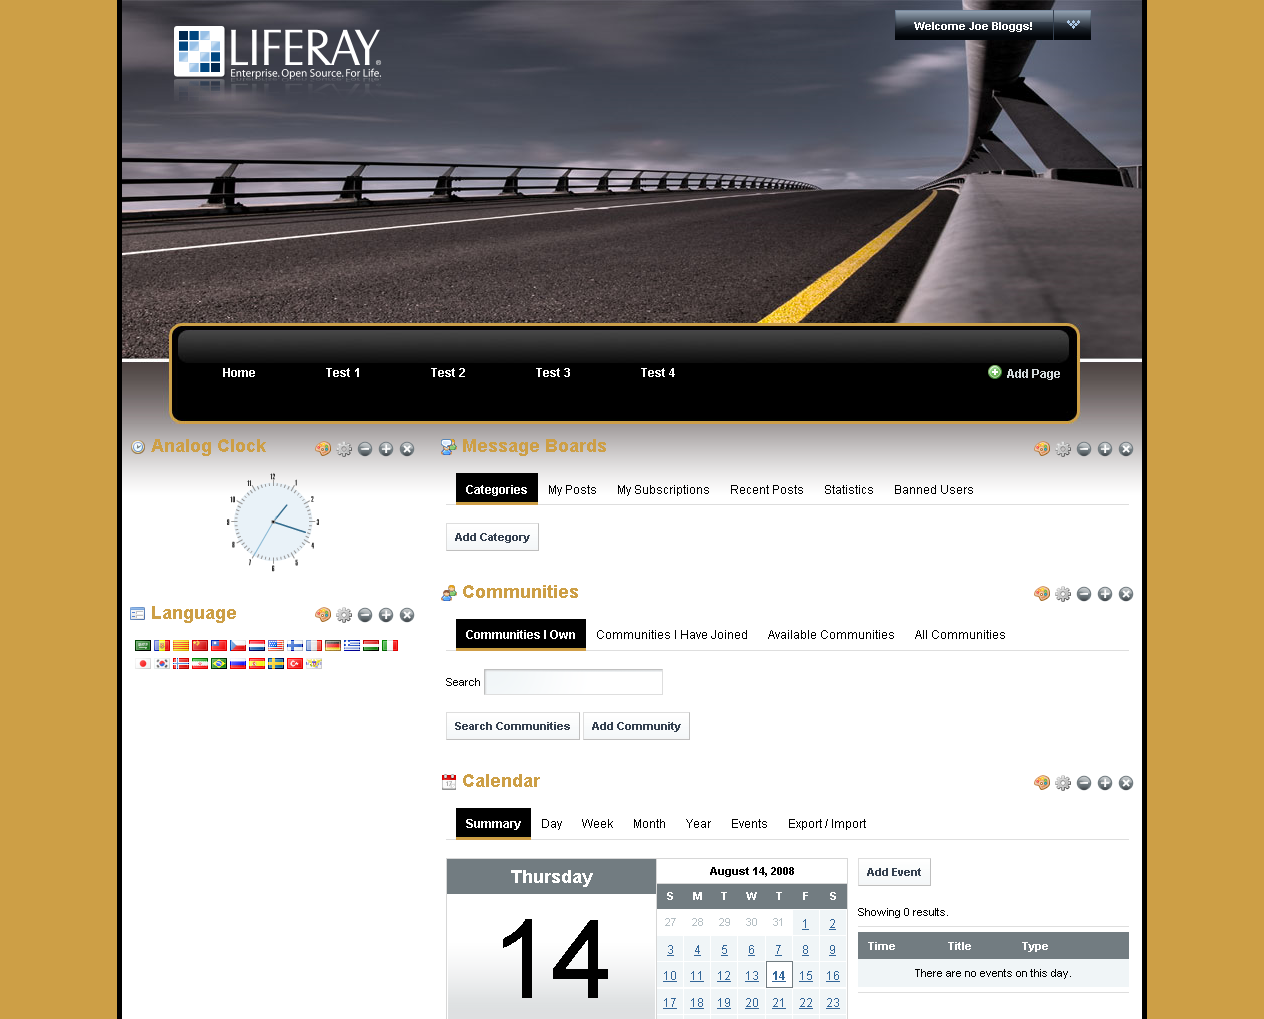 LIFERAY.
Enterprise. Open Source. For Life.
Welcome Joe Bloggs!
Home Test 1 Test 2 Test 3 Test 4 Add Page
Analog Clock
12 1 2 3 4 5 6 7 8 9 10 11
Language
Message Boards
Categories My Posts My Subscriptions Recent Posts Statistics Banned Users
Add Category
Communities
Communities I Own Communities I Have Joined Available Communities All Communities
Search
Search Communities Add Community
Calendar
Summary Day Week Month Year Events Export / Import
Thursday
14
August 14, 2008
S M T W T F S
27 28 29 30 31 1 2
3 4 5 6 7 8 9
10 11 12 13 14 15 16
17 18 19 20 21 22 23
Add Event
Showing 0 results.
Time Title Type
There are no events on this day.